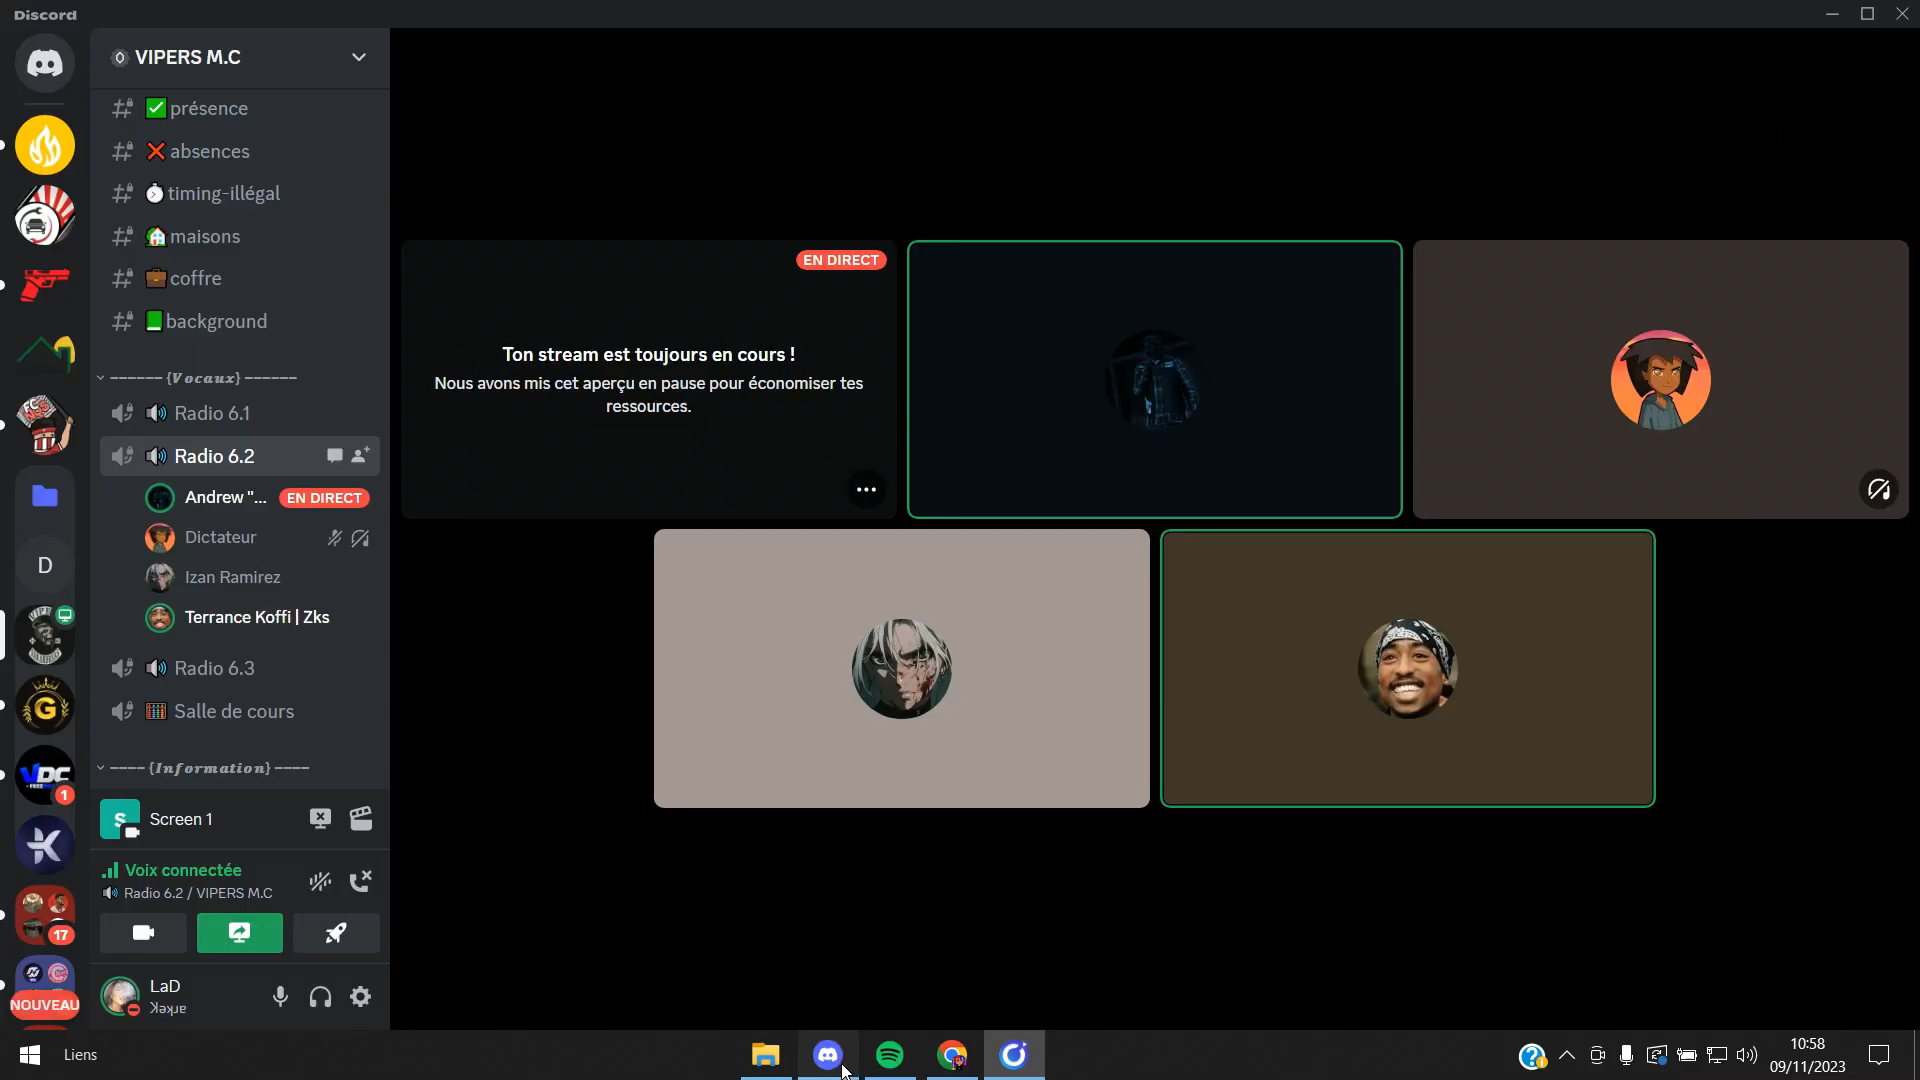 Discord
VIPERS M.C
présence
absences
timing-illégal
maisons
coffre
background
—— {Vocaux} ——
Radio 6.1
Radio 6.2
Andrew "... EN DIRECT
Dictateur
Izan Ramirez
Terrance Koffi | Zks
Radio 6.3
Salle de cours
—— {Information} ——
Screen 1
Voix connectée
Radio 6.2 / VIPERS M.C
LaD
D
G
VDC
1
17
NOUVEAU
EN DIRECT
Ton stream est toujours en cours !
Nous avons mis cet aperçu en pause pour économiser tes
ressources.
Liens
10:58
09/11/2023